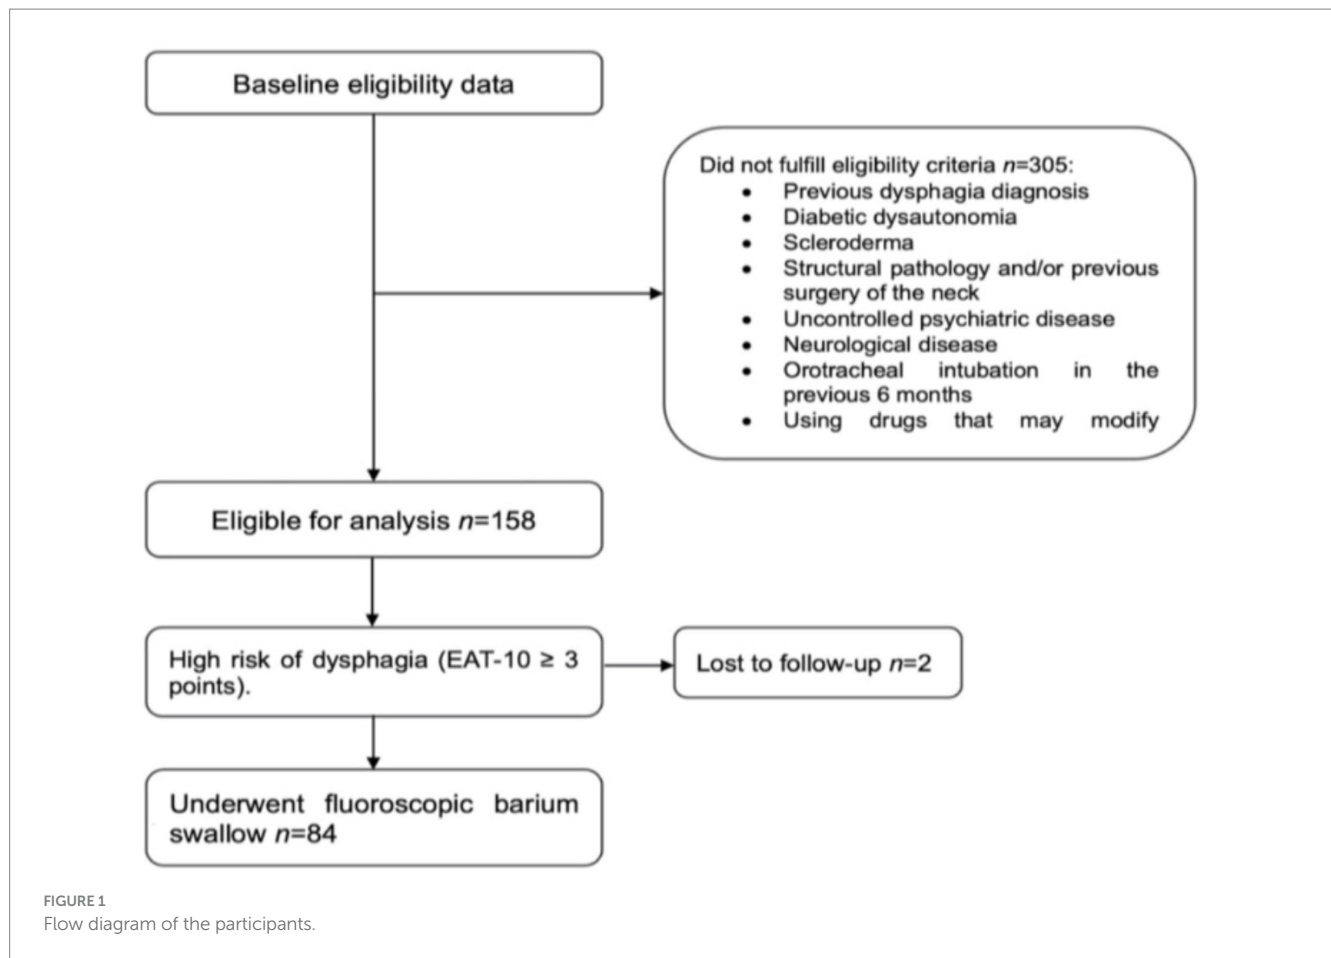 Baseline eligibility data
Did not fulfill eligibility criteria n=305:
• Previous dysphagia diagnosis
• Diabetic dysautonomia
• Scleroderma
• Structural pathology and/or previous
surgery of the neck
• Uncontrolled psychiatric disease
• Neurological disease
• Orotracheal intubation in the
previous 6 months
• Using drugs that may modify
Eligible for analysis n=158
High risk of dysphagia (EAT-10 ≥ 3
points).
Lost to follow-up n=2
Underwent fluoroscopic barium
swallow n=84
FIGURE 1
Flow diagram of the participants.